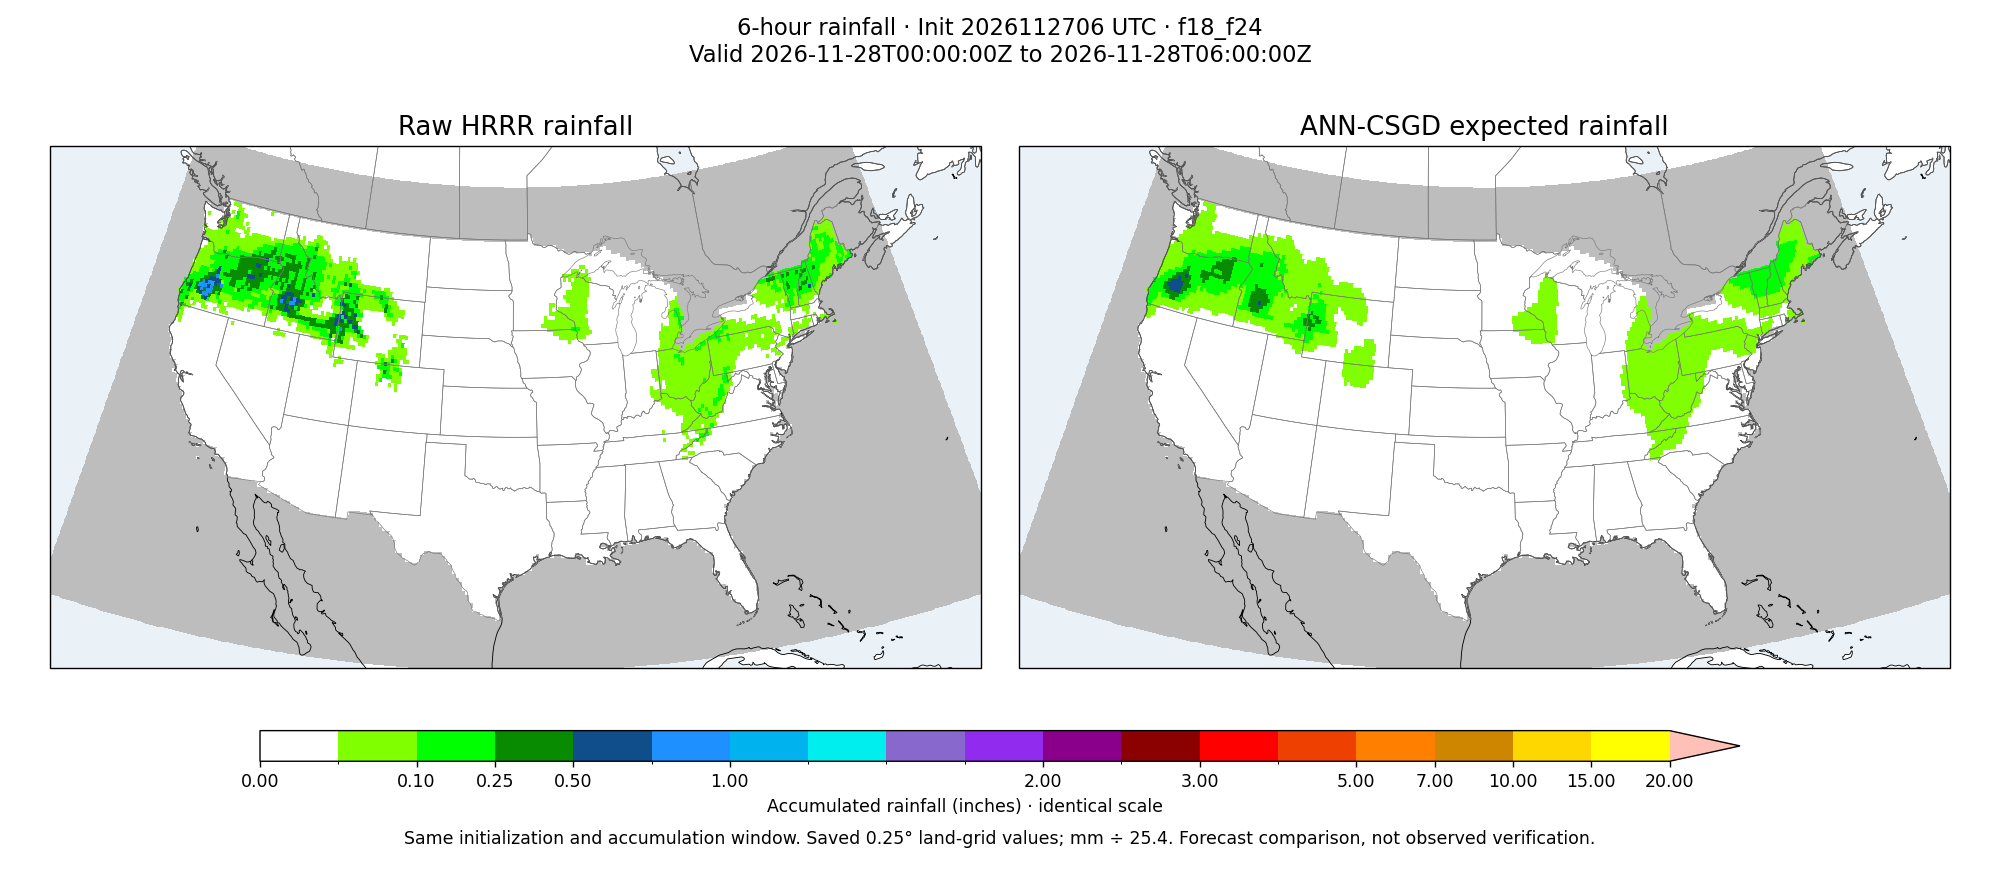 6-hour rainfall · Init 2026112706 UTC · f18_f24
Valid 2026-11-28T00:00:00Z to 2026-11-28T06:00:00Z
Raw HRRR rainfall
ANN-CSGD expected rainfall
0.00 0.10 0.25 0.50 1.00 2.00 3.00 5.00 7.00 10.00 15.00 20.00
Accumulated rainfall (inches) · identical scale
Same initialization and accumulation window. Saved 0.25° land-grid values; mm ÷ 25.4. Forecast comparison, not observed verification.